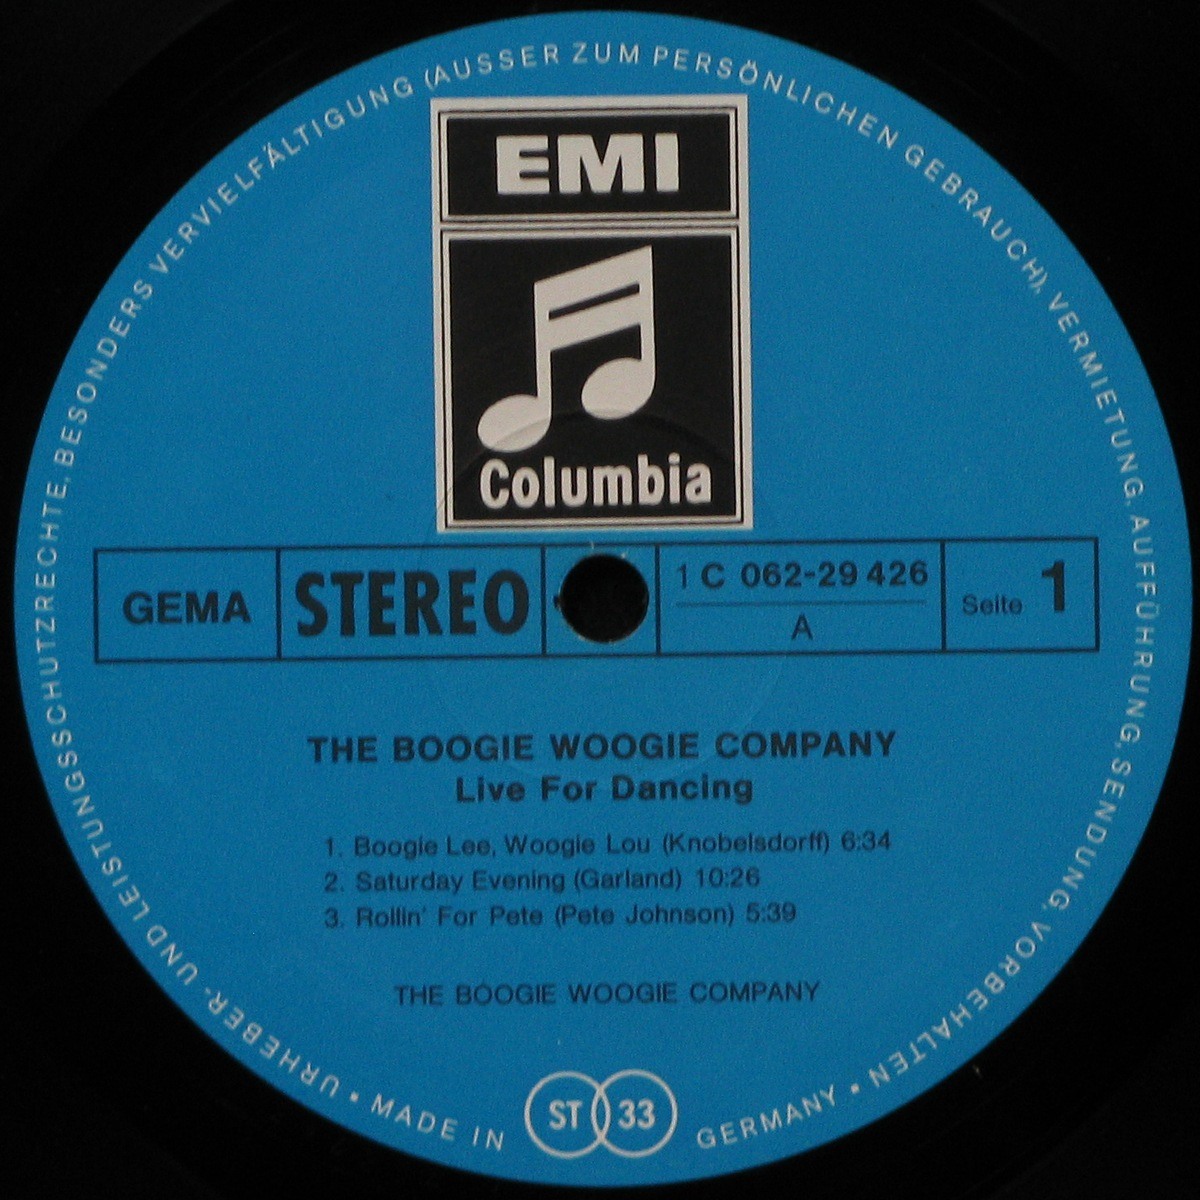 URHEBER- UND LEISTUNGSSCHUTZRECHTE, BESONDERS VERVIELFÄLTIGUNG (AUSSER ZUM PERSÖNLICHEN GEBRAUCH), VERMIETUNG, AUFFÜHRUNG, SENDUNG, VORBEHALTEN •
EMI
Columbia
GEMA
STEREO
1 C 062-29 426
A
Seite 1
THE BOOGIE WOOGIE COMPANY
Live For Dancing
1. Boogie Lee, Woogie Lou (Knobelsdorff) 6:34
2. Saturday Evening (Garland) 10:26
3. Rollin' For Pete (Pete Johnson) 5:39
THE BOOGIE WOOGIE COMPANY
• MADE IN GERMANY
ST 33